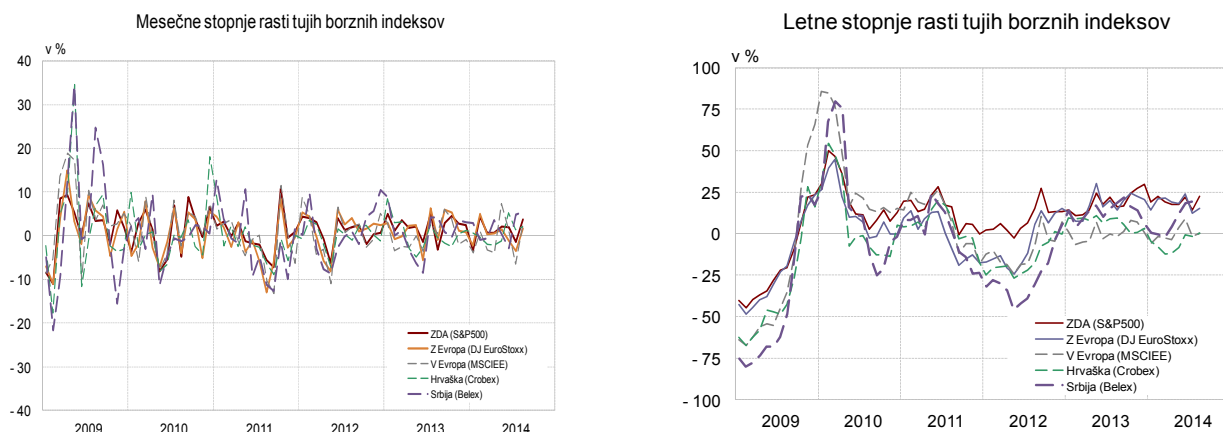 Mesečne stopnje rasti tujih borznih indeksov
v %
40
30
20
10
0
- 10
- 20
- 30
- 40
2009
2010
2011
2012
2013
2014
ZDA (S&P500)
Z Evropa (DJ EuroStoxx)
V Evropa (MSCIEE)
Hrvaška (Crobex)
Srbija (Belex)
Letne stopnje rasti tujih borznih indeksov
v %
100
75
50
25
0
- 25
- 50
- 75
- 100
2009
2010
2011
2012
2013
2014
ZDA (S&P500)
Z Evropa (DJ EuroStoxx)
V Evropa (MSCIEE)
Hrvaška (Crobex)
Srbija (Belex)